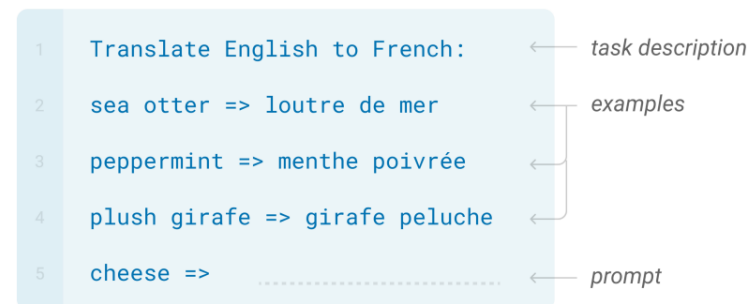 1 Translate English to French: task description
2 sea otter => loutre de mer examples
3 peppermint => menthe poivrée
4 plush girafe => girafe peluche
5 cheese => prompt